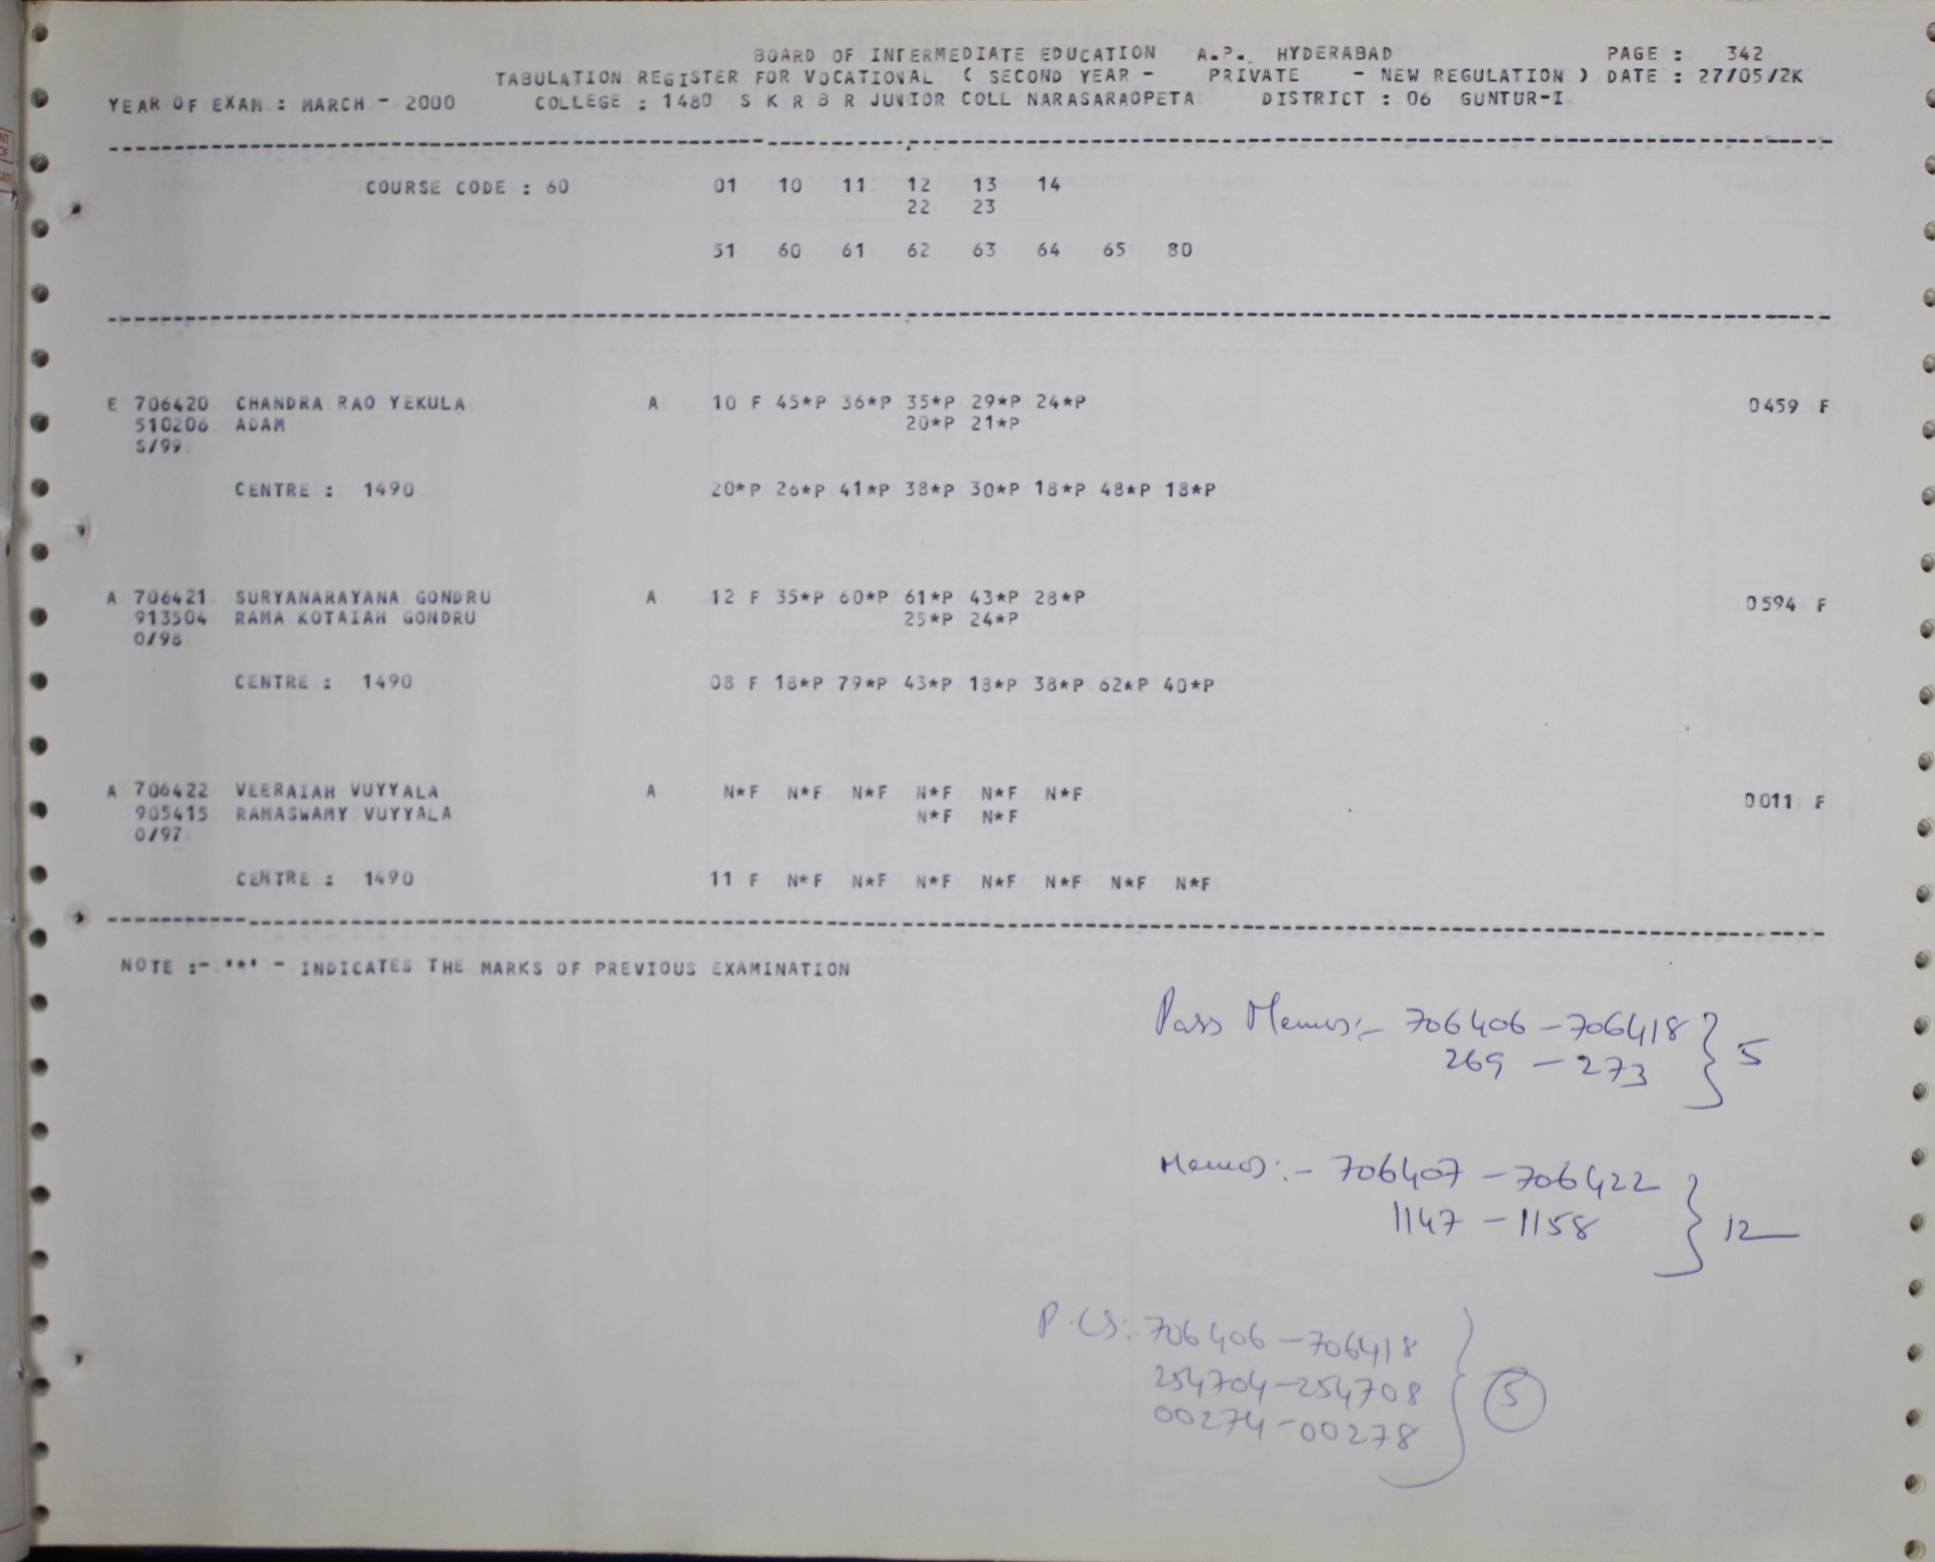 BOARD OF INTERMEDIATE EDUCATION A.P. HYDERABAD PAGE : 342
TABULATION REGISTER FOR VOCATIONAL ( SECOND YEAR - PRIVATE - NEW REGULATION ) DATE : 27/05/2K
YEAR OF EXAM : MARCH - 2000 COLLEGE : 1480 S K R B R JUNIOR COLL NARASARAOPETA DISTRICT : 06 GUNTUR-I
COURSE CODE : 60 01 10 11 12 13 14
22 23
51 60 61 62 63 64 65 80
E 706420 CHANDRA RAO YEKULA A 10 F 45*P 36*P 35*P 29*P 24*P 0459 F
510206 ADAM 20*P 21*P
S/99
CENTRE : 1490 20*P 26*P 41*P 38*P 30*P 18*P 48*P 18*P
A 706421 SURYANARAYANA GONDRU A 12 F 35*P 60*P 61*P 43*P 28*P 0594 F
913504 RAMA KOTAIAH GONDRU 25*P 24*P
0/98
CENTRE : 1490 08 F 18*P 79*P 43*P 18*P 38*P 62*P 40*P
A 706422 VEERAIAH VUYYALA A N*F N*F N*F N*F N*F N*F 0011 F
905415 RAMASWAMY VUYYALA N*F N*F
0/97
CENTRE : 1490 11 F N*F N*F N*F N*F N*F N*F N*F
NOTE :- '*' - INDICATES THE MARKS OF PREVIOUS EXAMINATION
Pass Memos:- 706406 - 706418
269 - 273 } 5
Memos:- 706407 - 706422
1147 - 1158 } 12
P.Cs:- 706406 - 706418
254704 - 254708 } 5
00274 - 00278